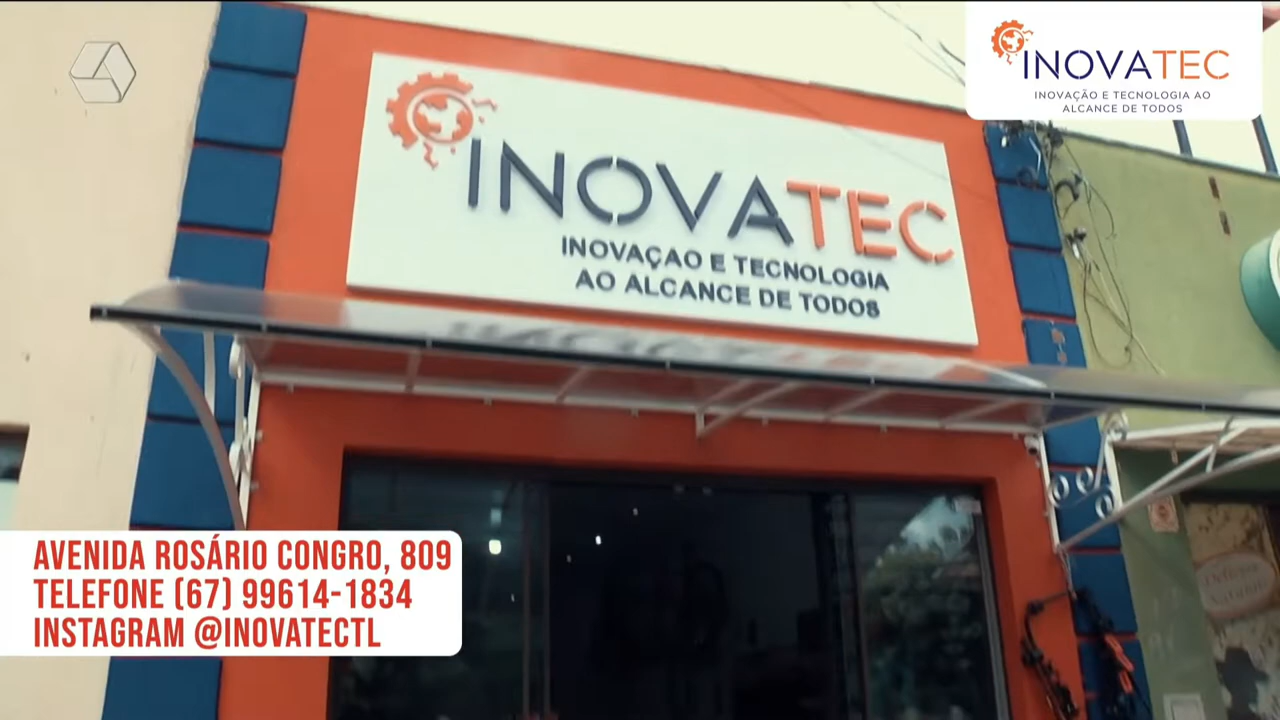 INOVATEC
INOVAÇÃO E TECNOLOGIA AO
ALCANCE DE TODOS
INOVATEC
INOVAÇAO E TECNOLOGIA
AO ALCANCE DE TODOS
AVENIDA ROSÁRIO CONGRO, 809
TELEFONE (67) 99614-1834
INSTAGRAM @INOVATECTL